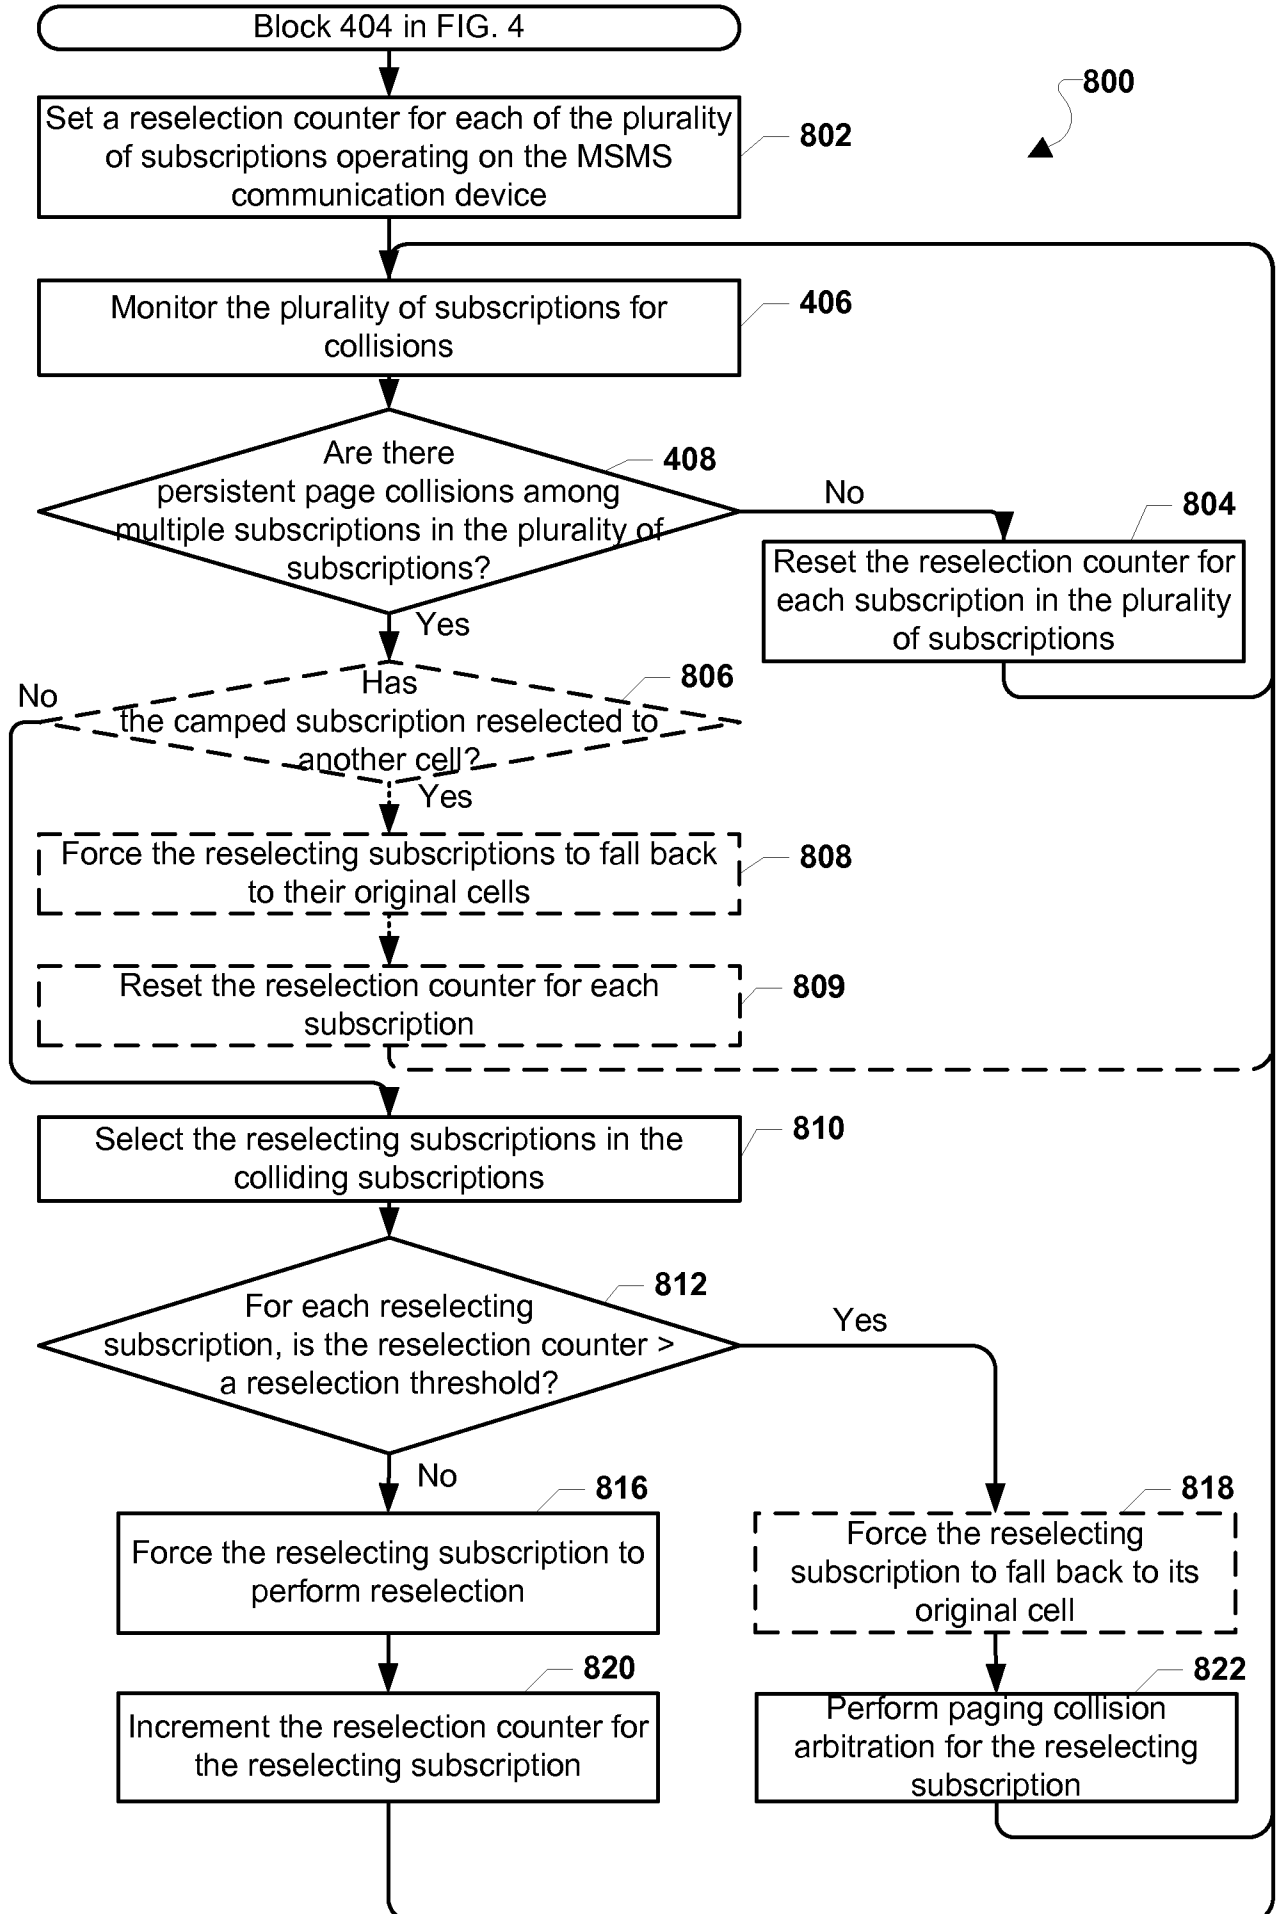 Block 404 in FIG. 4
800
Set a reselection counter for each of the plurality
of subscriptions operating on the MSMS
communication device
802
Monitor the plurality of subscriptions for
collisions
406
Are there
persistent page collisions among
multiple subscriptions in the plurality of
subscriptions?
408
No
804
Reset the reselection counter for
each subscription in the plurality
of subscriptions
Yes
No
Has
the camped subscription reselected to
another cell?
806
Yes
Force the reselecting subscriptions to fall back
to their original cells
808
Reset the reselection counter for each
subscription
809
Select the reselecting subscriptions in the
colliding subscriptions
810
For each reselecting
subscription, is the reselection counter >
a reselection threshold?
812
Yes
No
816
Force the reselecting subscription to
perform reselection
818
Force the reselecting
subscription to fall back to its
original cell
820
Increment the reselection counter for
the reselecting subscription
822
Perform paging collision
arbitration for the reselecting
subscription